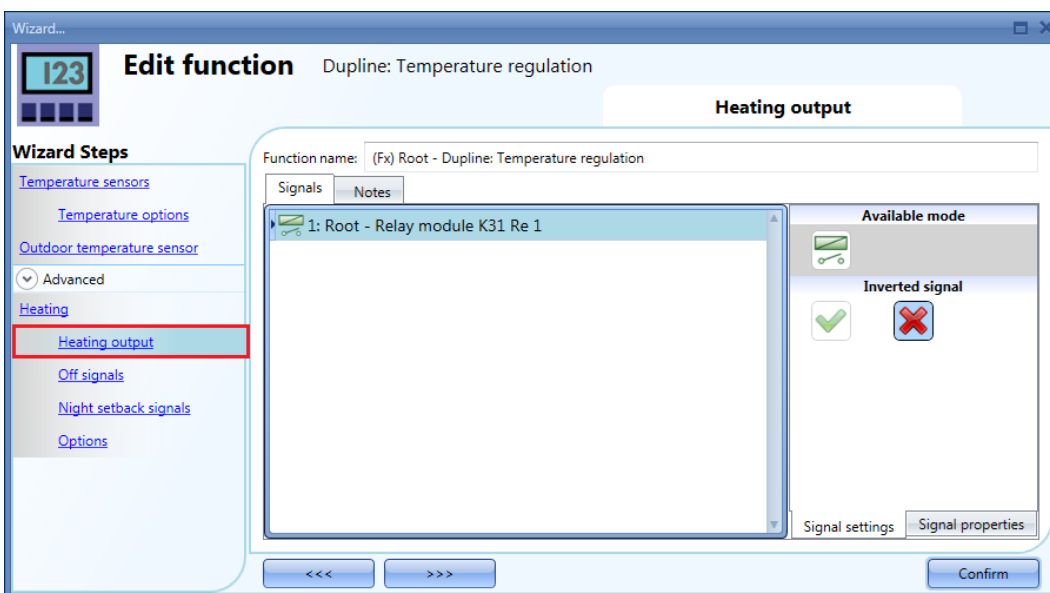 Wizard...
123
Edit function
Dupline: Temperature regulation
Heating output
Wizard Steps
Temperature sensors
Temperature options
Outdoor temperature sensor
Advanced
Heating
Heating output
Off signals
Night setback signals
Options
Function name: (Fx) Root - Dupline: Temperature regulation
Signals Notes
1: Root - Relay module K31 Re 1
Available mode
Inverted signal
Signal settings Signal properties
<<< >>> Confirm